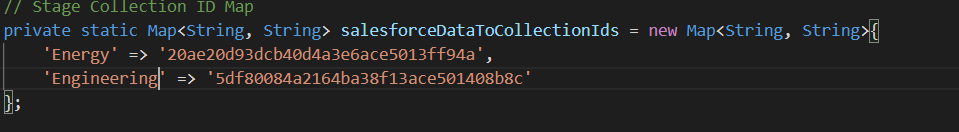 // Stage Collection ID Map
private static Map<String, String> salesforceDataToCollectionIds = new Map<String, String>{
'Energy' => '20ae20d93dcb40d4a3e6ace5013ff94a',
'Engineering' => '5df80084a2164ba38f13ace501408b8c'
};